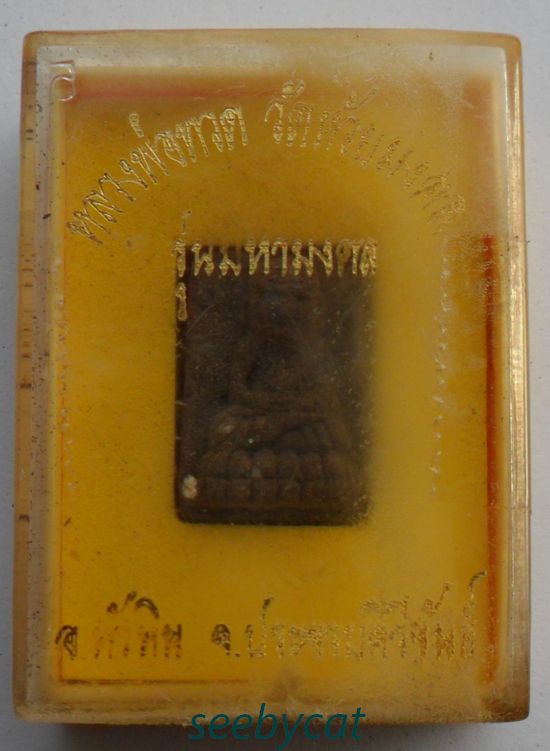 หลวงพ่อทวด วัดห้วยมงคล
รุ่นมหามงคล
อ.หัวหิน จ.ประจวบคีรีขันธ์
seebycat